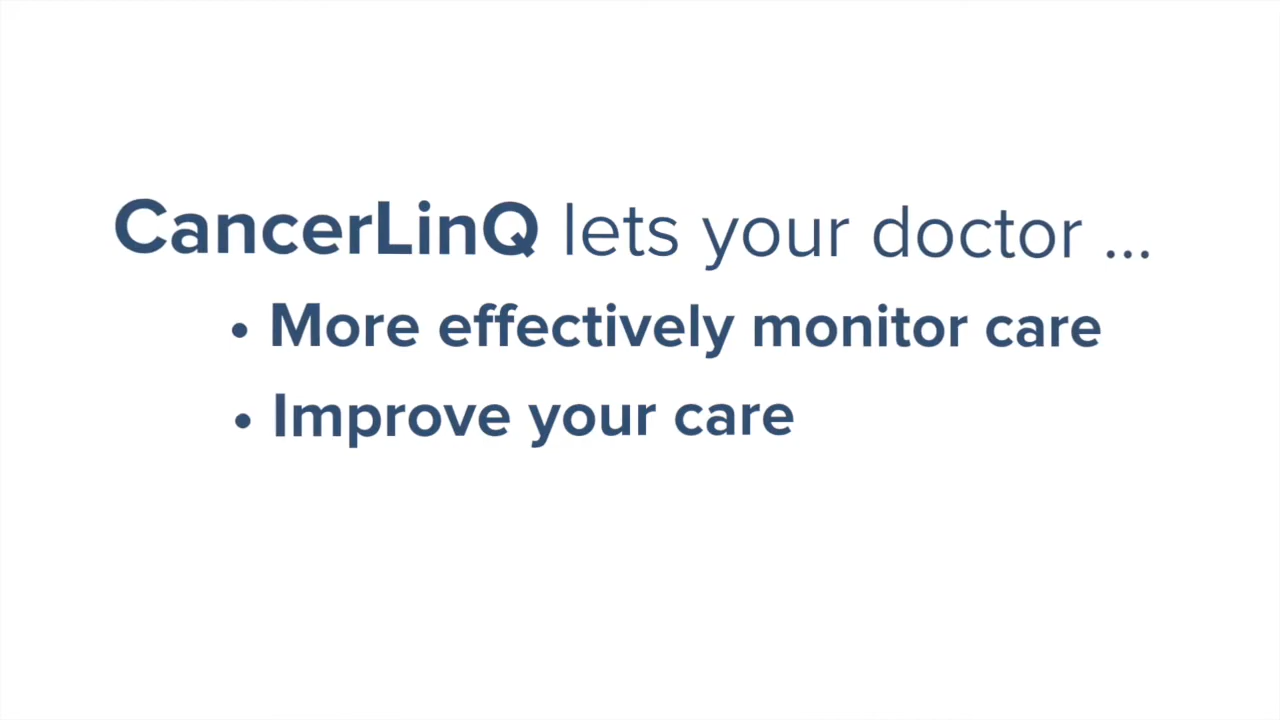 CancerLinQ lets your doctor ...
• More effectively monitor care
• Improve your care